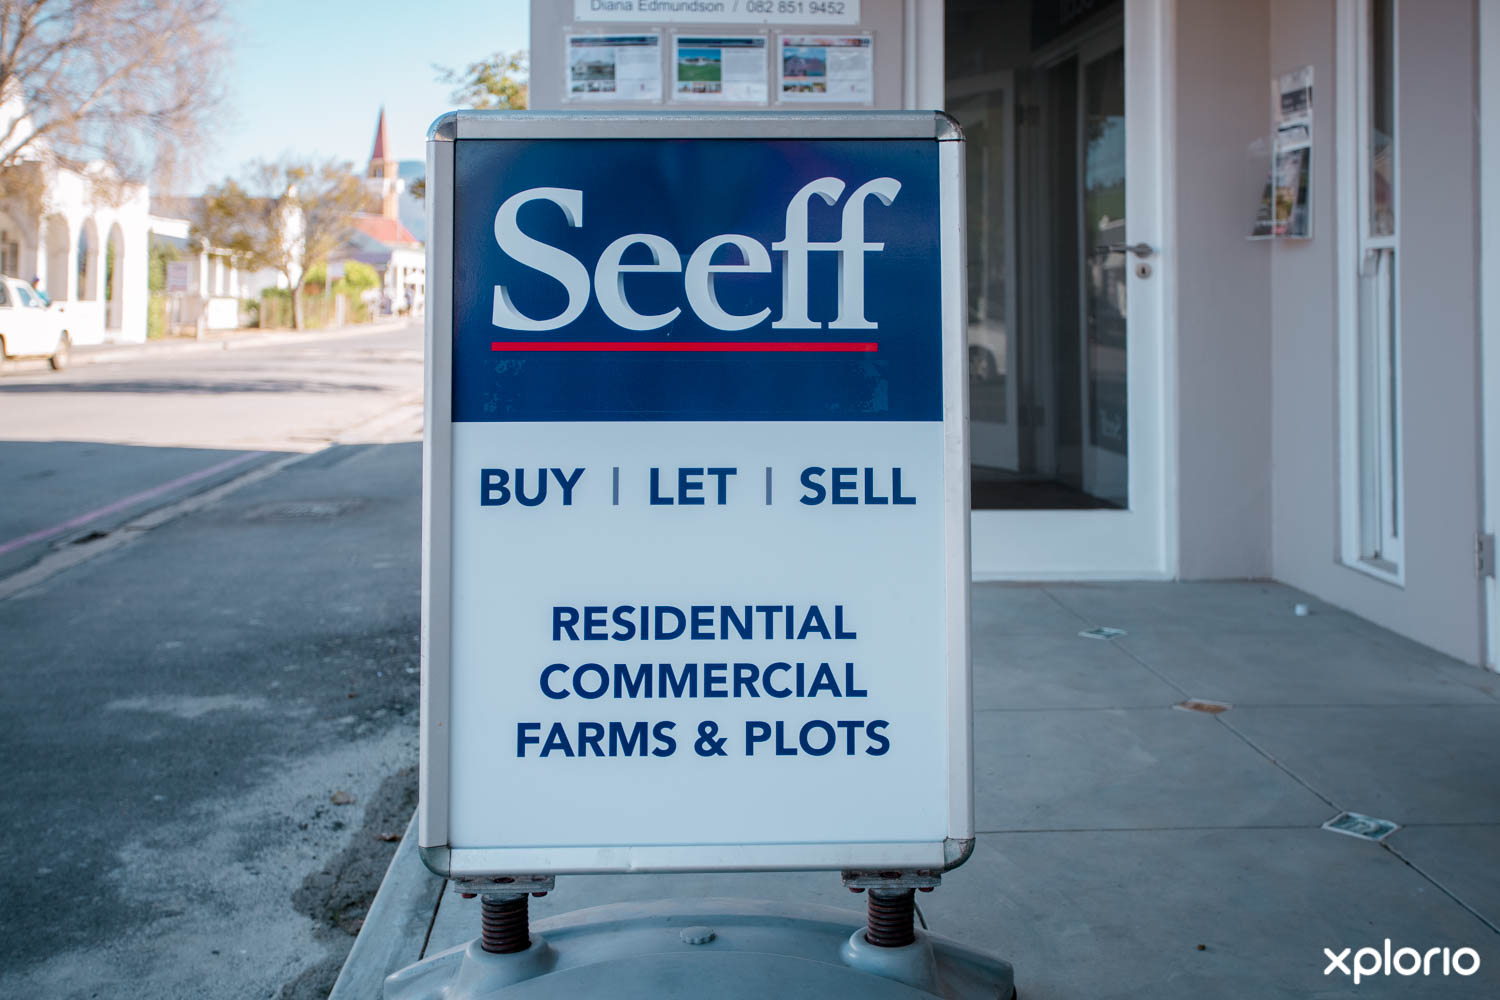 Diana Edmundson / 082 851 9452
Seeff
BUY | LET | SELL
RESIDENTIAL
COMMERCIAL
FARMS & PLOTS
xplorio